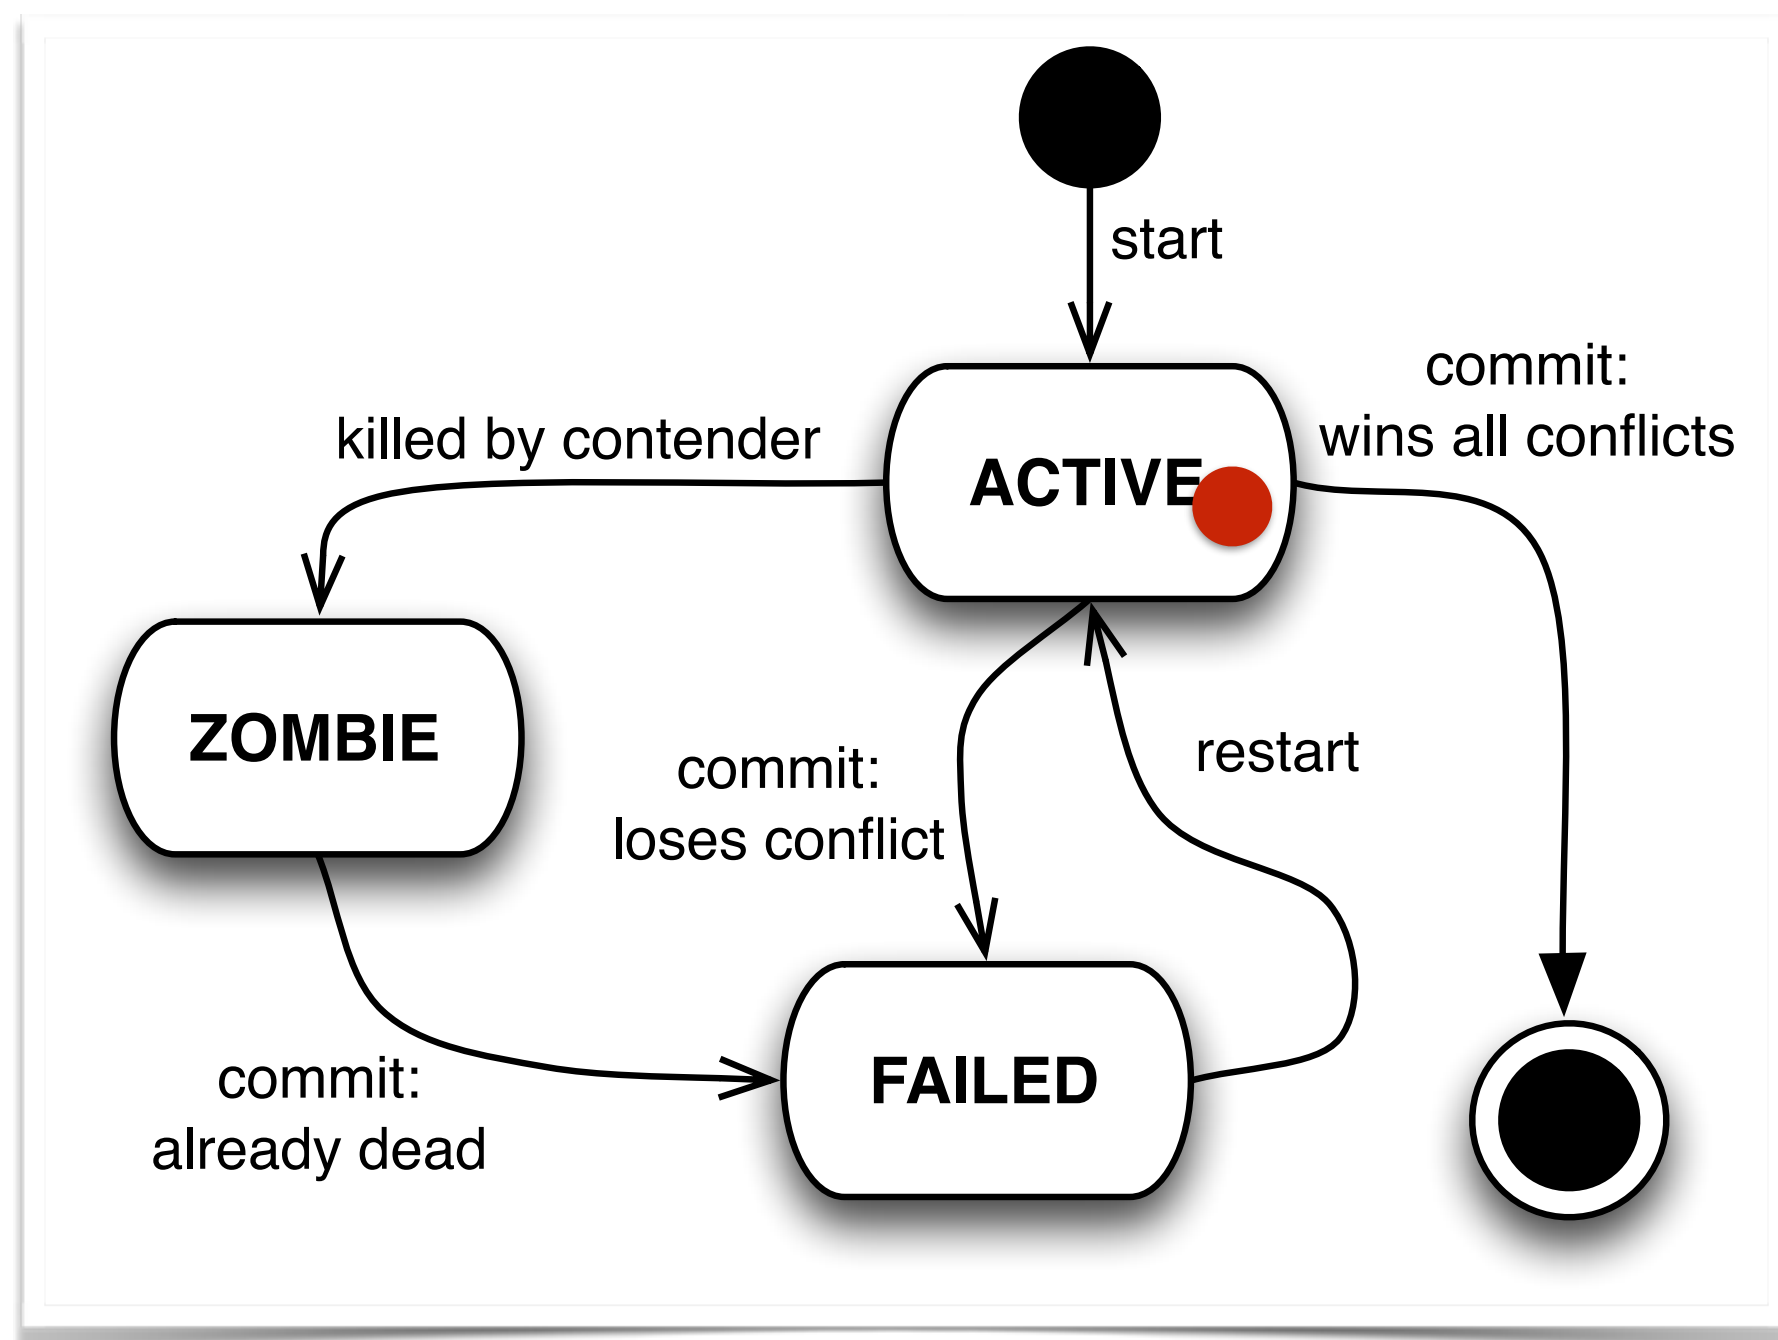 start
commit:
wins all conflicts
killed by contender
ACTIVE
ZOMBIE
restart
commit:
loses conflict
commit:
already dead
FAILED